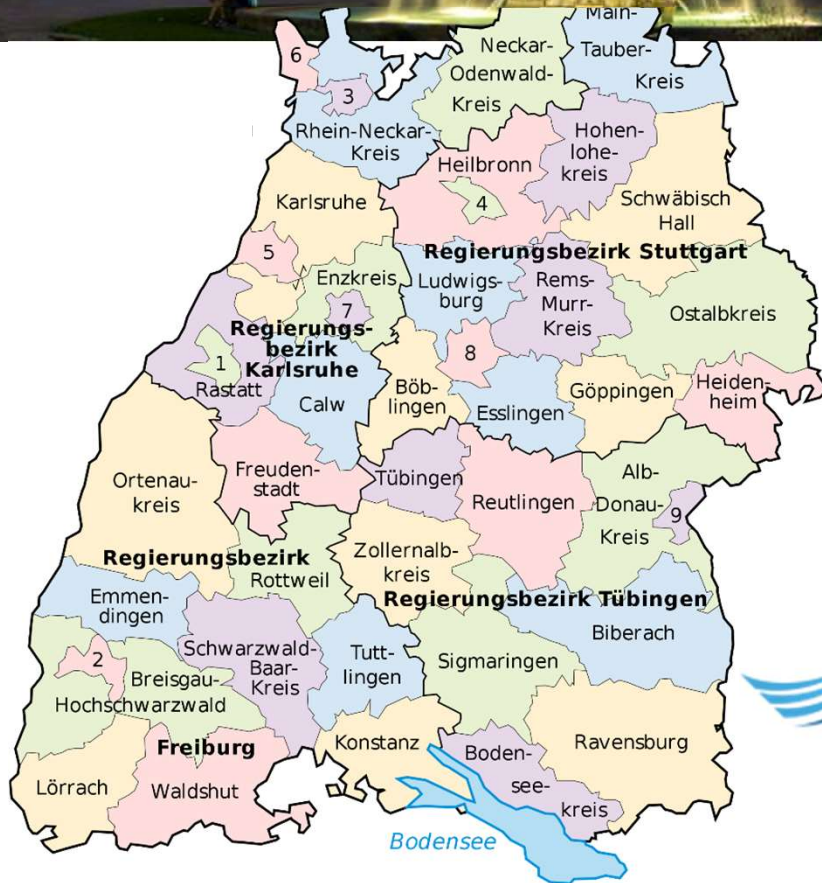 Main-
Tauber-
Kreis
Neckar-
Odenwald-
Kreis
6
3
Rhein-Neckar-
Kreis
Hohen-
lohe-
kreis
Heilbronn
4
Schwäbisch
Hall
Karlsruhe
5
Regierungsbezirk Stuttgart
Enzkreis
Ludwigs-
burg
Rems-
Murr-
Kreis
Ostalbkreis
7
Regierungs-
bezirk
Karlsruhe
1
Rastatt
8
Calw
Böb-
lingen
Esslingen
Göppingen
Heiden-
heim
Ortenau-
kreis
Freuden-
stadt
Tübingen
Reutlingen
Alb-
Donau-
Kreis
9
Regierungsbezirk
Rottweil
Zollernalb-
kreis
Regierungsbezirk Tübingen
Emmen-
dingen
Biberach
Schwarzwald-
Baar-
Kreis
Tutt-
lingen
Sigmaringen
2
Breisgau-
Hochschwarzwald
Freiburg
Konstanz
Boden-
see-
kreis
Ravensburg
Lörrach
Waldshut
Bodensee